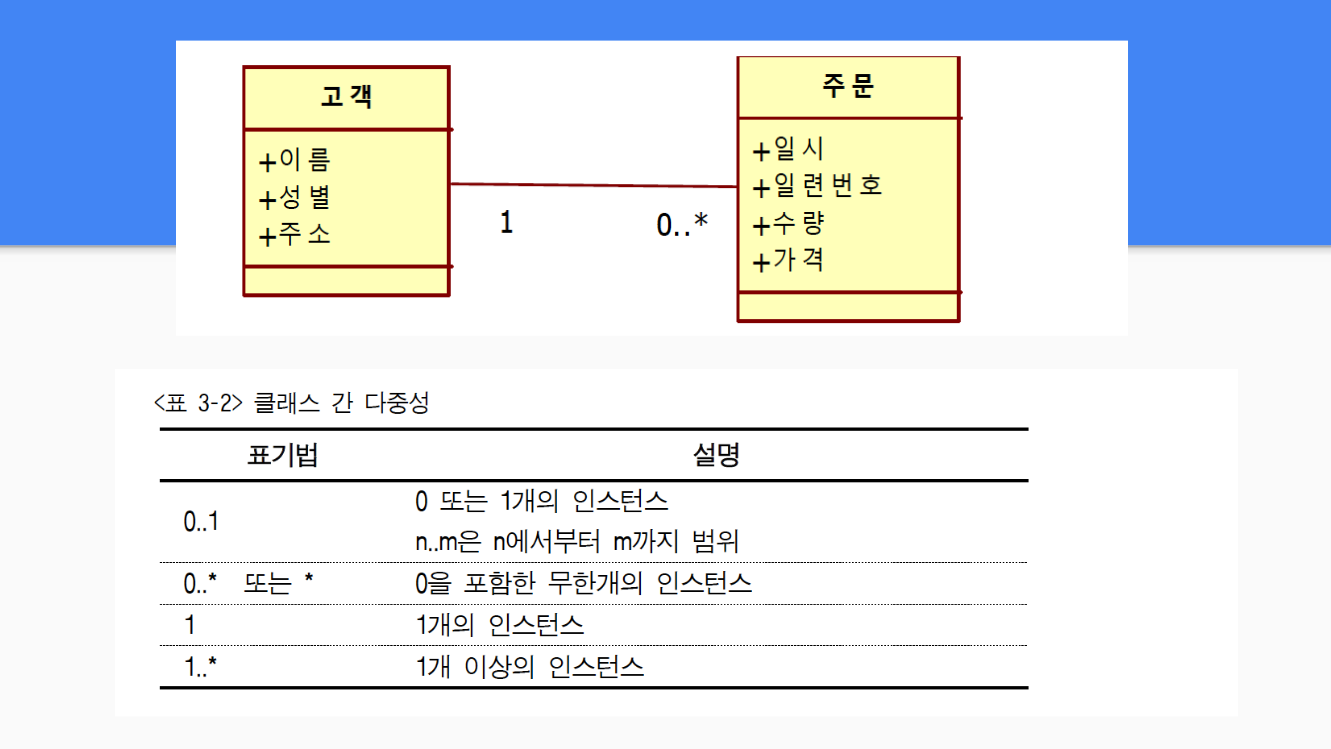 고객
+이름
+성별
+주소
1
0..*
주문
+일시
+일련번호
+수량
+가격
<표 3-2> 클래스 간 다중성
표기법 설명
0..1
0 또는 1개의 인스턴스
n..m은 n에서부터 m까지 범위
0..* 또는 * 0을 포함한 무한개의 인스턴스
1 1개의 인스턴스
1..* 1개 이상의 인스턴스